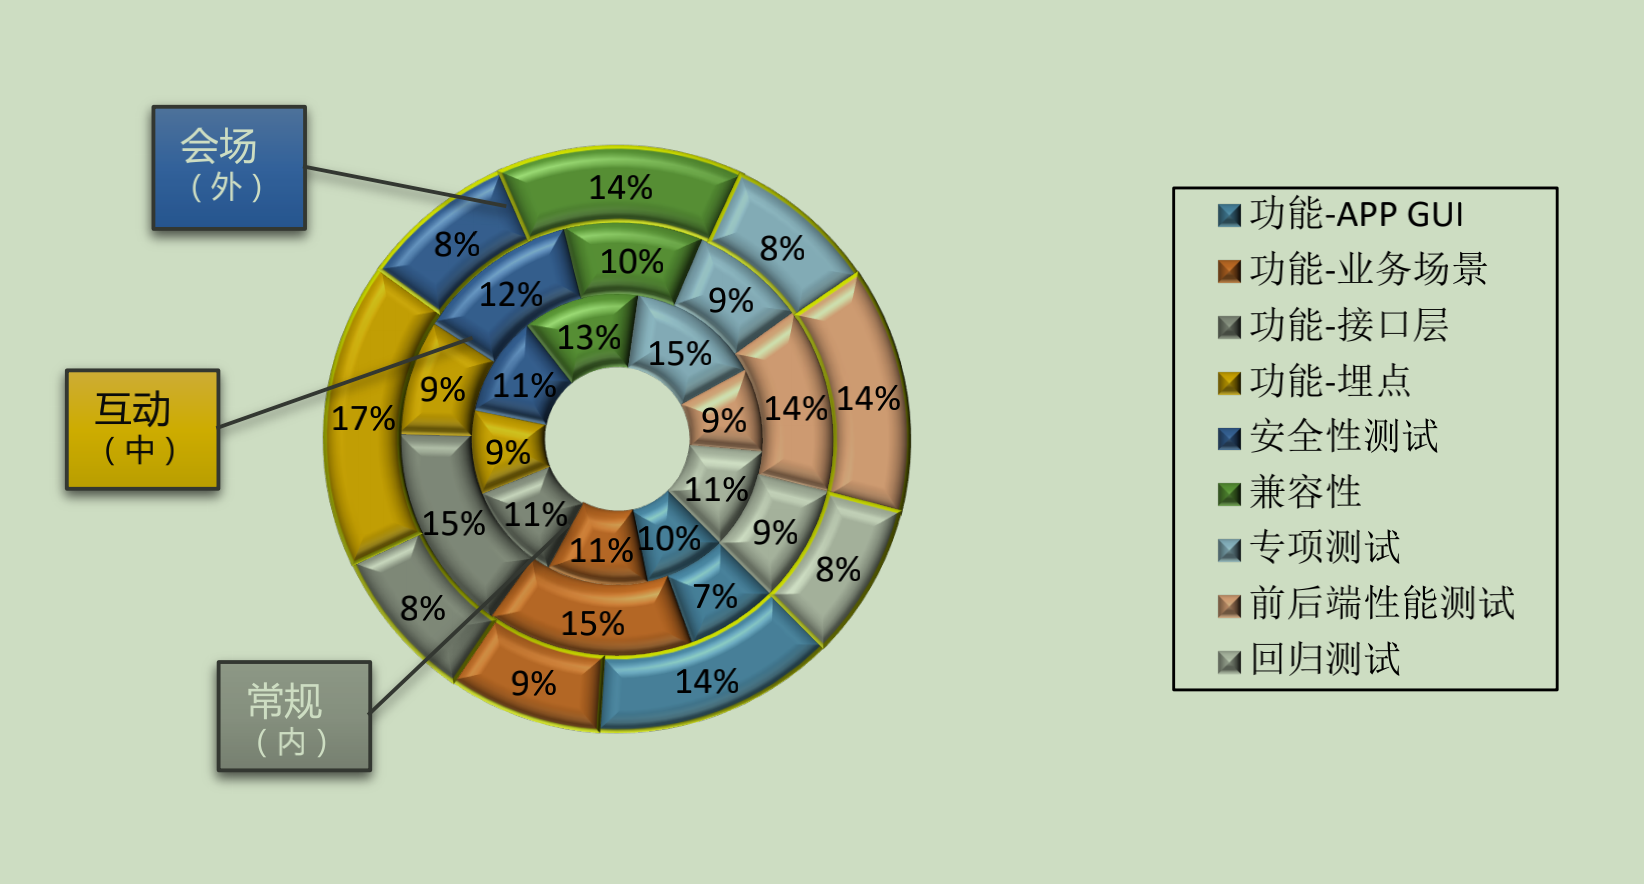 会场
（外）
互动
（中）
常规
（内）
14%
8%
14%
8%
14%
9%
8%
17%
8%
10%
9%
14%
9%
7%
15%
15%
9%
12%
13%
15%
9%
11%
10%
11%
11%
9%
11%
功能-APP GUI
功能-业务场景
功能-接口层
功能-埋点
安全性测试
兼容性
专项测试
前后端性能测试
回归测试